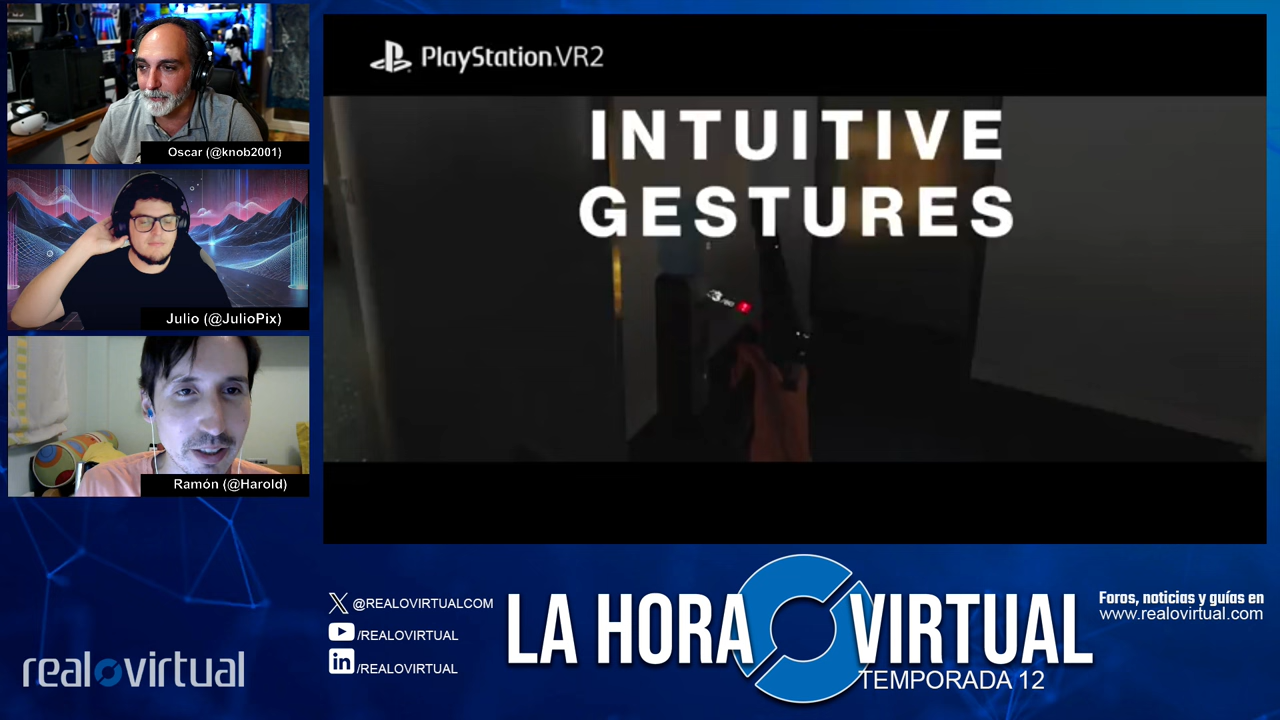 PlayStation.VR2
INTUITIVE
GESTURES
Oscar (@knob2001)
Julio (@JulioPix)
Ramón (@Harold)
@REALOVIRTUALCOM
/REALOVIRTUAL
/REALOVIRTUAL
LA HORA VIRTUAL
TEMPORADA 12
Foros, noticias y guías en
www.realovirtual.com
realovirtual